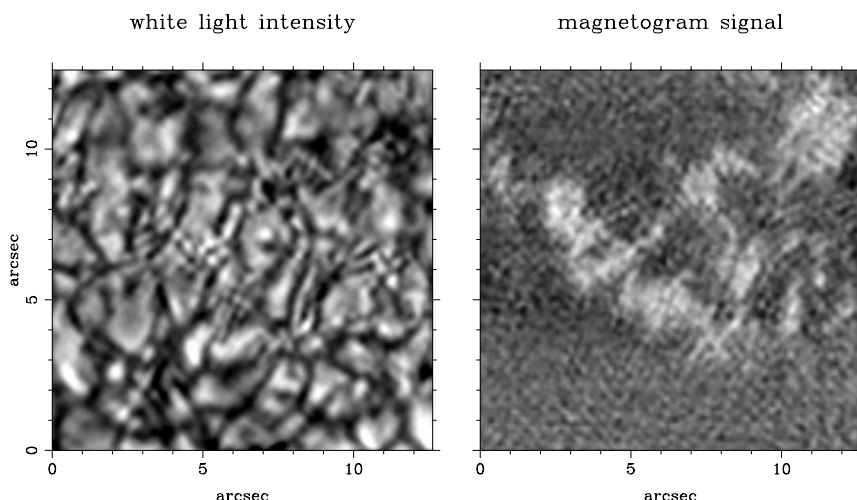 white light intensity
magnetogram signal
arcsec
10
5
0
0 5 10
0 5 10
arcsec
arcsec